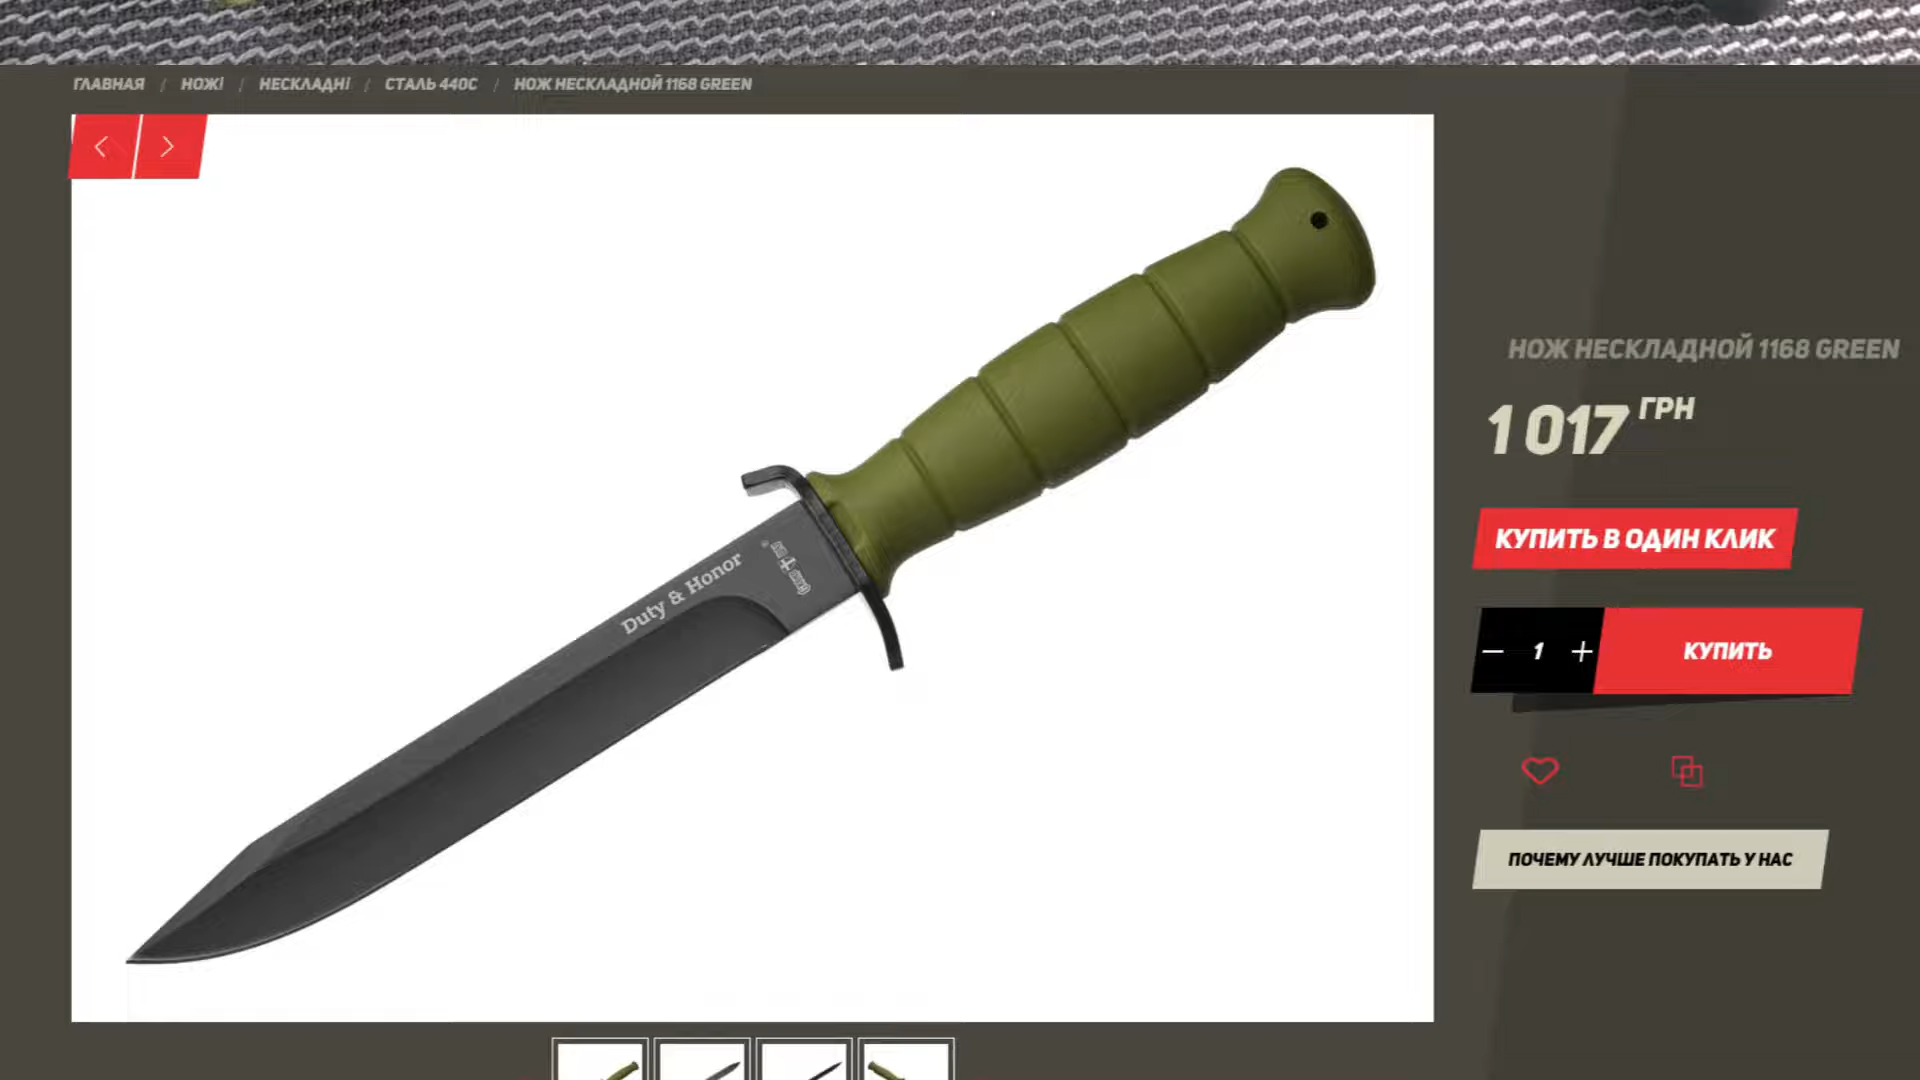 ГЛАВНАЯ / НОЖІ / НЕСКЛАДНІ / СТАЛЬ 440C / НОЖ НЕСКЛАДНОЙ 1168 GREEN
НОЖ НЕСКЛАДНОЙ 1168 GREEN
1 017 ГРН
КУПИТЬ В ОДИН КЛИК
1
КУПИТЬ
ПОЧЕМУ ЛУЧШЕ ПОКУПАТЬ У НАС
Duty & Honor